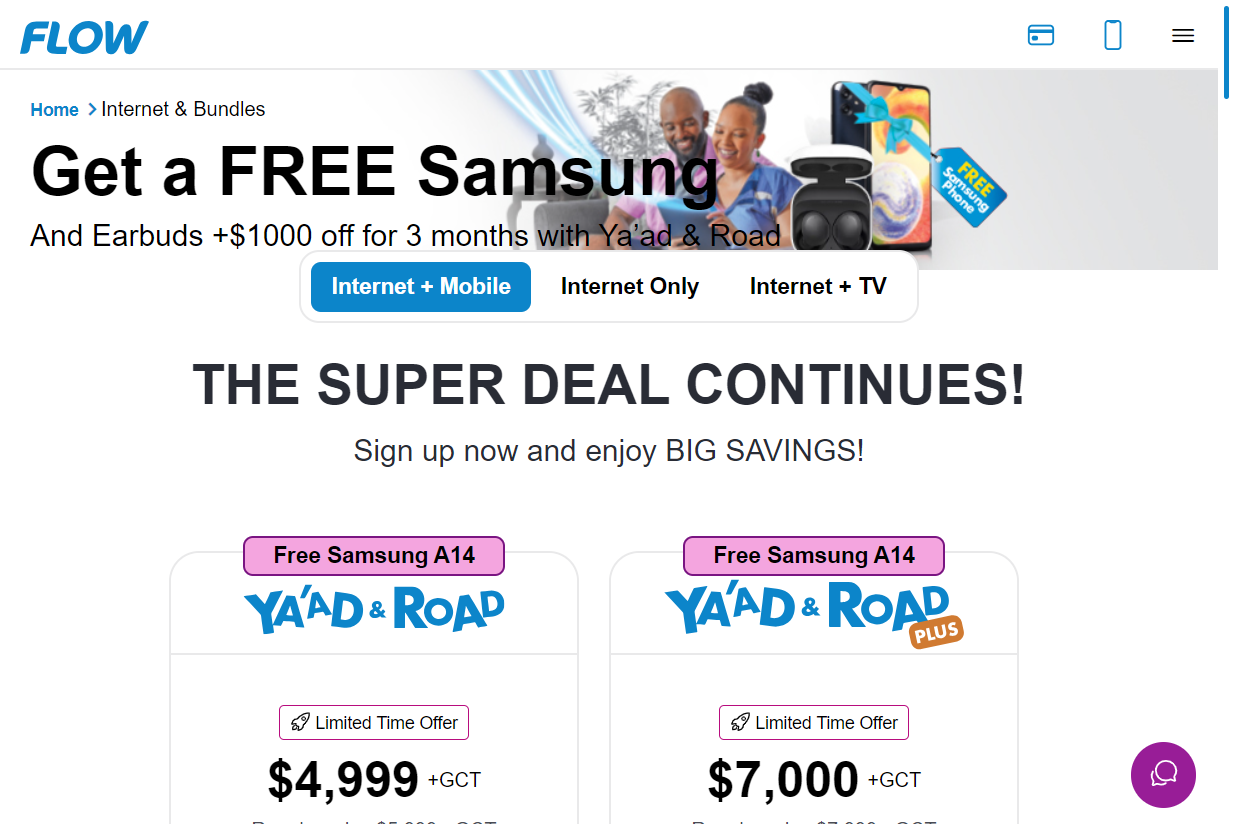 FLOW
Home
Internet & Bundles
Get a FREE Samsung
And Earbuds +$1000 off for 3 months with Ya’ad & Road
FREE
Samsung
Phone
Internet + Mobile
Internet Only
Internet + TV
THE SUPER DEAL CONTINUES!
Sign up now and enjoy BIG SAVINGS!
Free Samsung A14
YA'AD & ROAD
Limited Time Offer
$4,999 +GCT
Free Samsung A14
YA'AD & ROAD
PLUS
Limited Time Offer
$7,000 +GCT